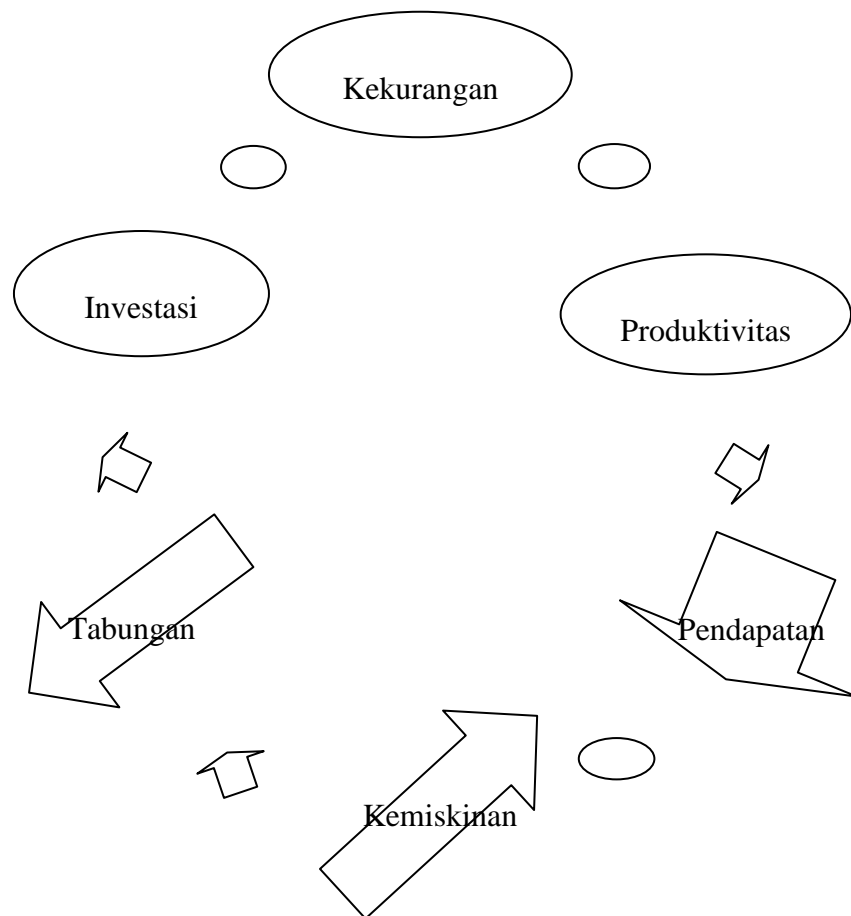 Kekurangan
Investasi
Produktivitas
Tabungan
Pendapatan
Kemiskinan